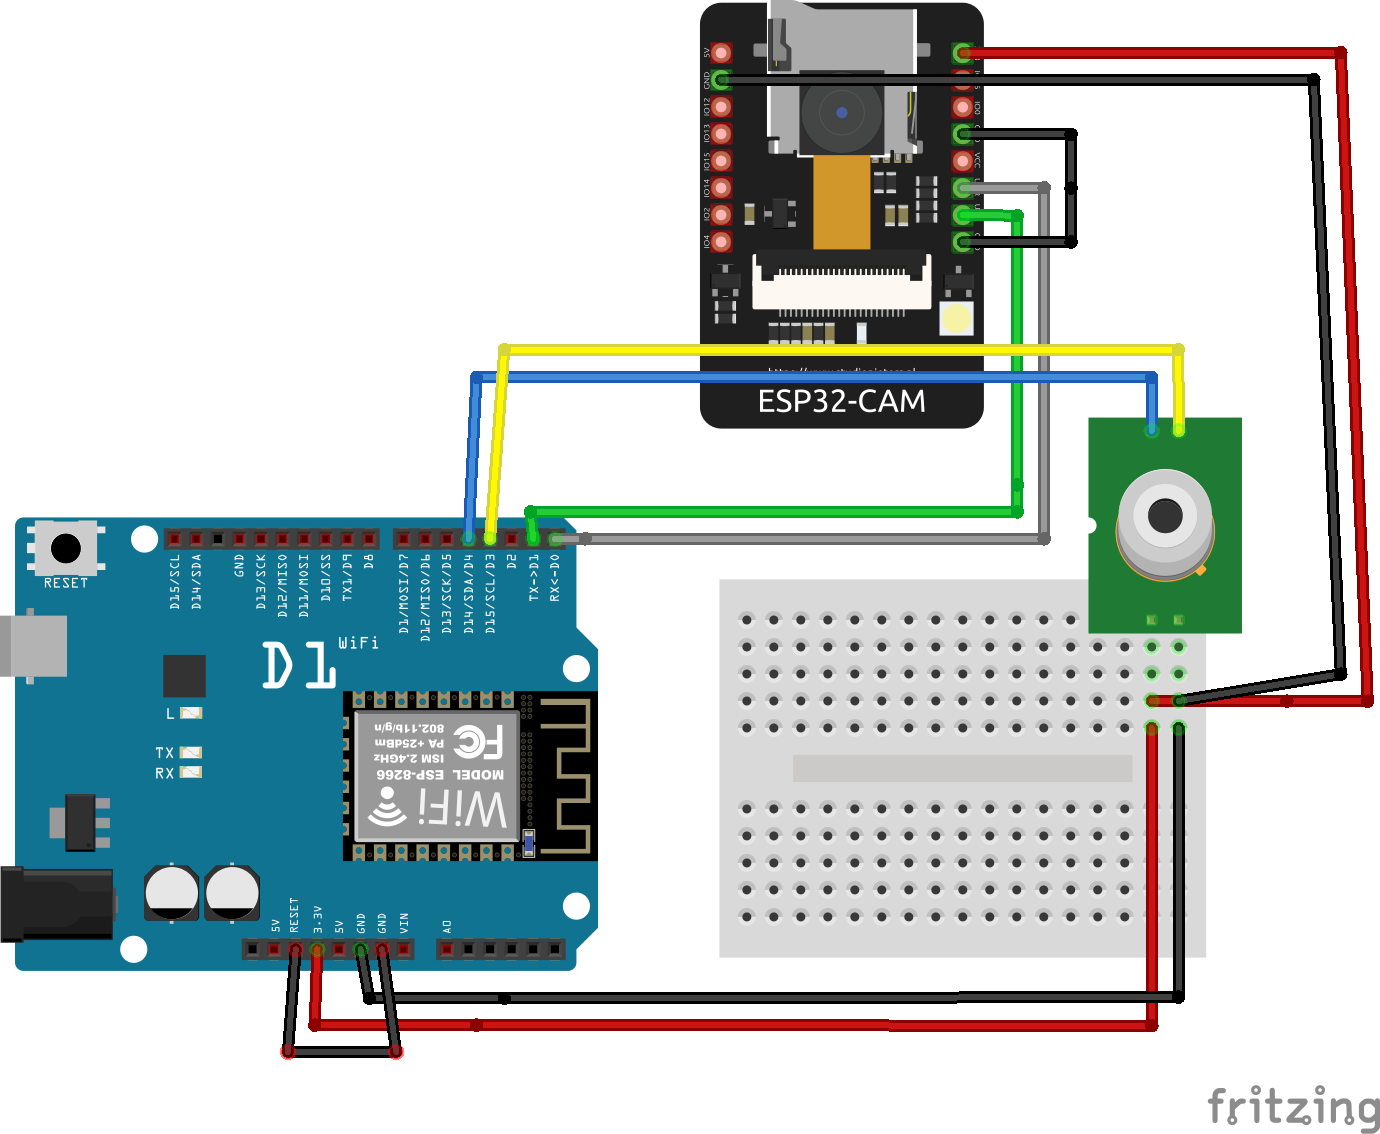 5V
GND
IO12
IO13
IO15
IO14
IO2
IO4
IO0
VCC
ESP32-CAM
RESET
D15/SCL
D14/SDA
GND
D13/SCK
D12/MISO
D11/MOSI
D10/SS
TX1/D9
D8
D1/MOSI/D7
D12/MISO/D6
D13/SCK/D5
D14/SDA/D4
D15/SCL/D3
D2
TX->D1
RX<-D0
D1
WiFi
L
TX
RX
WiFi
MODEL ESP-8266
ISM 2.4GHz
PA +25dBm
802.11b/g/n
FC
5V
RESET
3.3V
5V
GND
GND
VIN
A0
fritzing